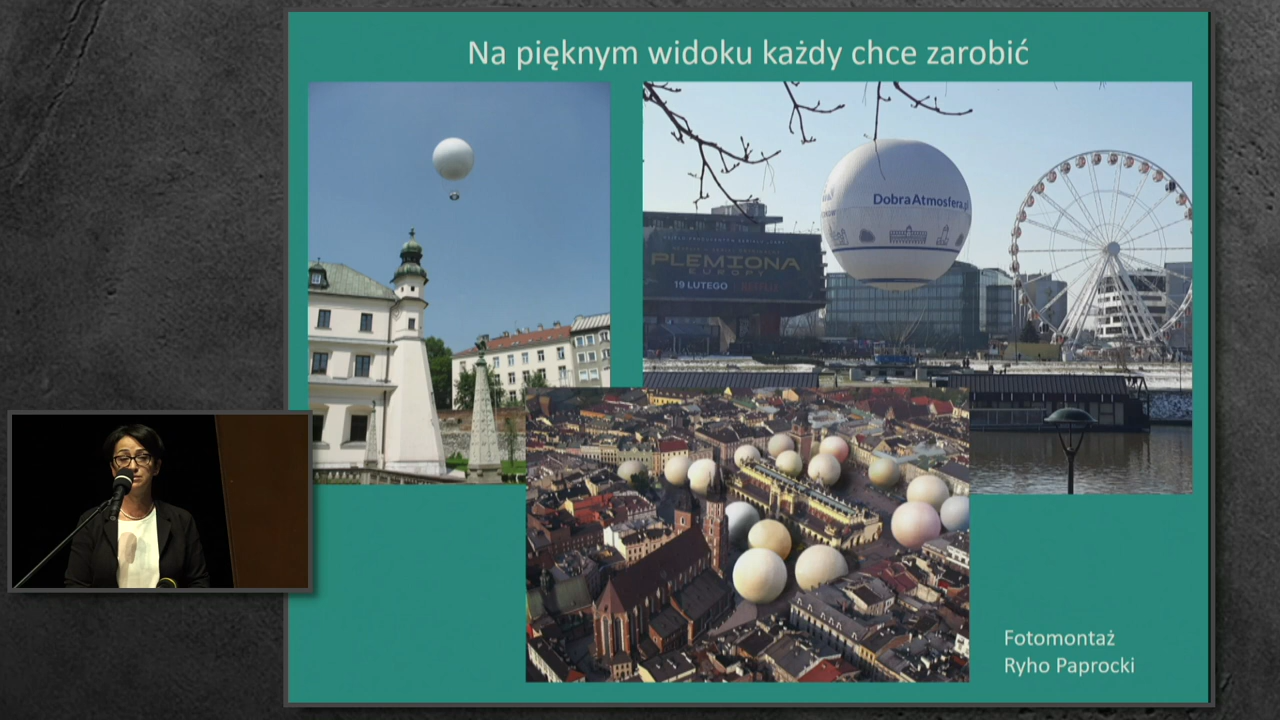 Na pięknym widoku każdy chce zarobić
DobraAtmosfera.
PLEMIONA
EUROPY
19 LUTEGO
Fotomontaż
Ryho Paprocki